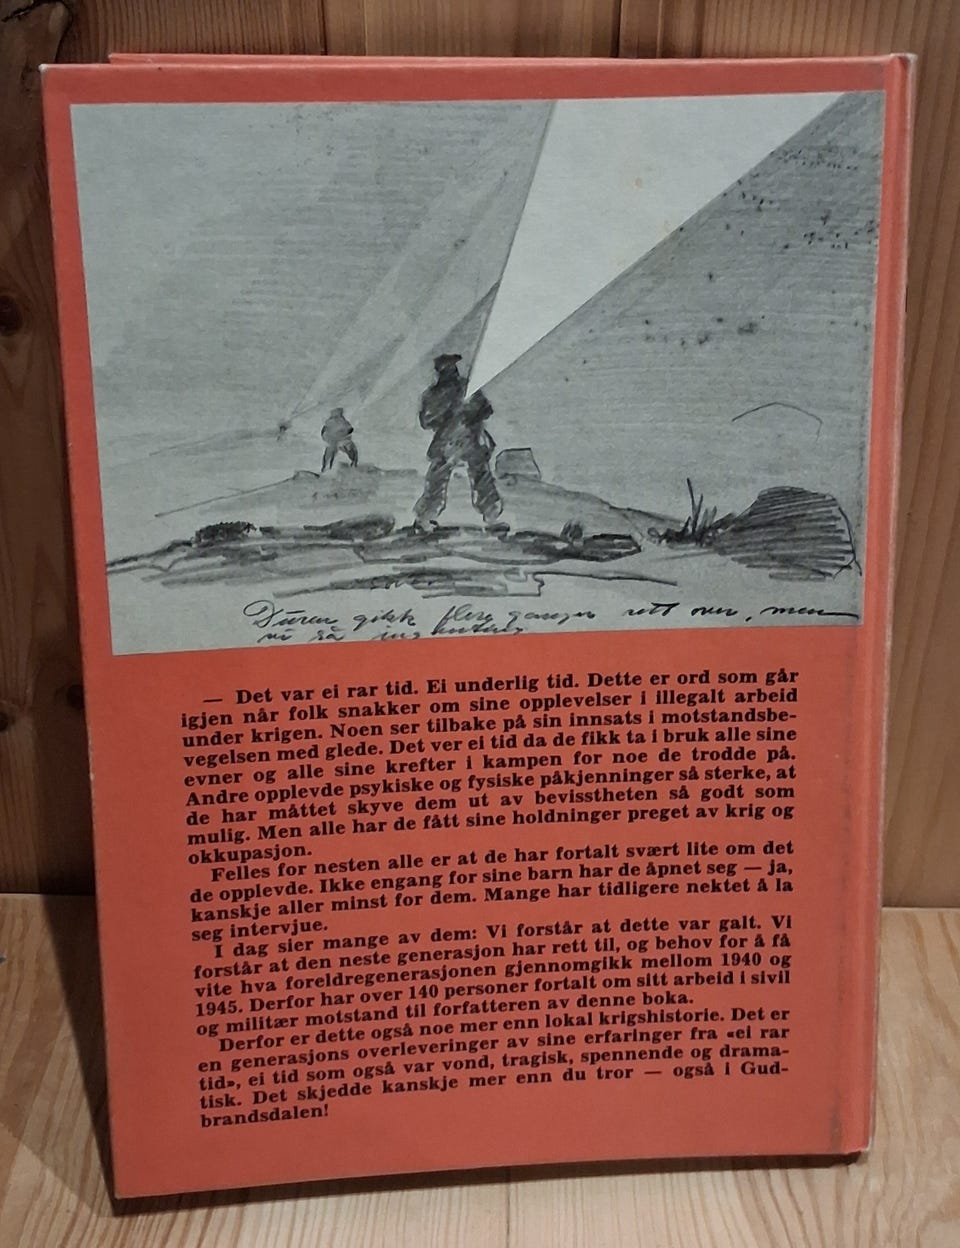 Duren gikk flere ganger rett over, men
vi så ingenting
— Det var ei rar tid. Ei underlig tid. Dette er ord som går
igjen når folk snakker om sine opplevelser i illegalt arbeid
under krigen. Noen ser tilbake på sin innsats i motstandsbe-
vegelsen med glede. Det ver ei tid da de fikk ta i bruk alle sine
evner og alle sine krefter i kampen for noe de trodde på.
Andre opplevde psykiske og fysiske påkjenninger så sterke, at
de har måttet skyve dem ut av bevisstheten så godt som
mulig. Men alle har de fått sine holdninger preget av krig og
okkupasjon.
Felles for nesten alle er at de har fortalt svært lite om det
de opplevde. Ikke engang for sine barn har de åpnet seg — ja,
kanskje aller minst for dem. Mange har tidligere nektet å la
seg intervjue.
I dag sier mange av dem: Vi forstår at dette var galt. Vi
forstår at den neste generasjon har rett til, og behov for å få
vite hva foreldregenerasjonen gjennomgikk mellom 1940 og
1945. Derfor har over 140 personer fortalt om sitt arbeid i sivil
og militær motstand til forfatteren av denne boka.
Derfor er dette også noe mer enn lokal krigshistorie. Det er
en generasjons overleveringer av sine erfaringer fra «ei rar
tid», ei tid som også var vond, tragisk, spennende og drama-
tisk. Det skjedde kanskje mer enn du tror — også i Gud-
brandsdalen!